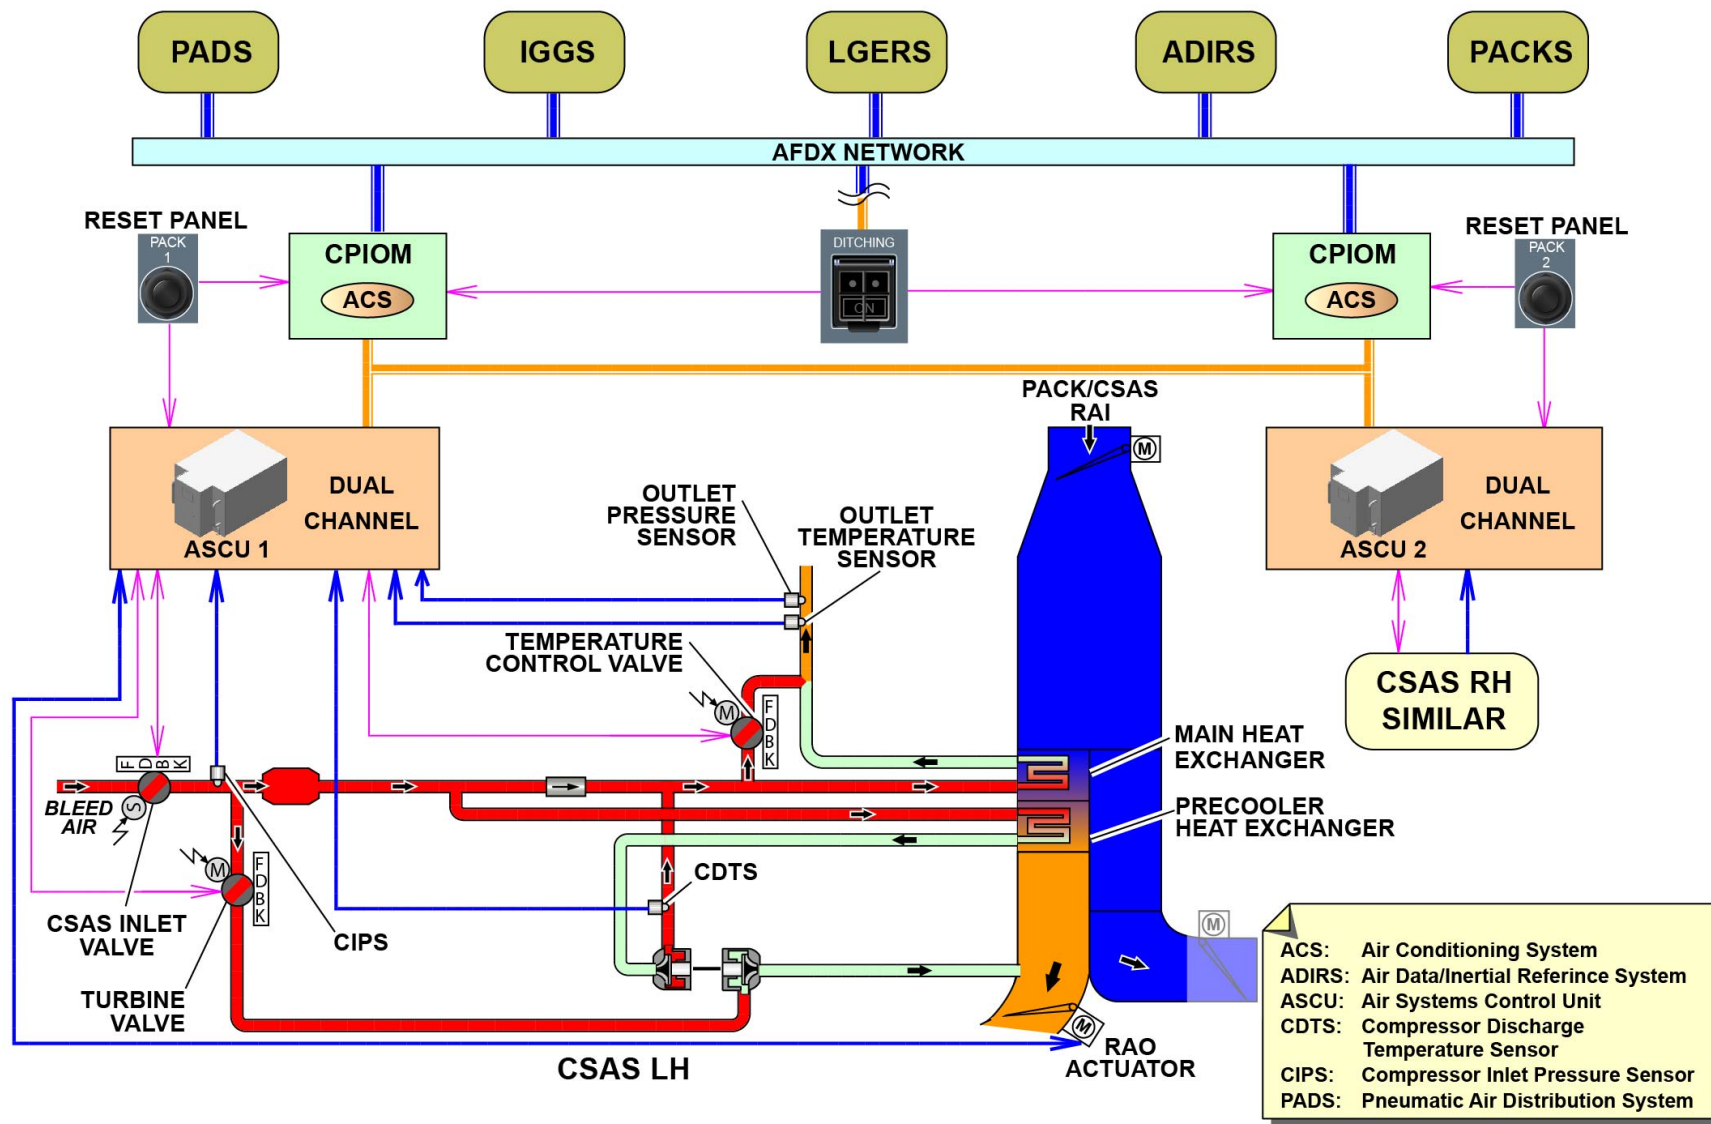 PADS
IGGS
LGERS
ADIRS
PACKS
AFDX NETWORK
RESET PANEL
PACK
1
CPIOM
ACS
DITCHING
ON
CPIOM
ACS
RESET PANEL
PACK
2
PACK/CSAS
RAI
M
DUAL
CHANNEL
ASCU 1
OUTLET
PRESSURE
SENSOR
OUTLET
TEMPERATURE
SENSOR
DUAL
CHANNEL
ASCU 2
TEMPERATURE
CONTROL VALVE
M
F
D
B
K
CSAS RH
SIMILAR
MAIN HEAT
EXCHANGER
PRECOOLER
HEAT EXCHANGER
F
D
B
K
BLEED
AIR
S
M
F
D
B
K
CDTS
CSAS INLET
VALVE
CIPS
TURBINE
VALVE
M
M
RAO
ACTUATOR
CSAS LH
ACS: Air Conditioning System
ADIRS: Air Data/Inertial Referince System
ASCU: Air Systems Control Unit
CDTS: Compressor Discharge
Temperature Sensor
CIPS: Compressor Inlet Pressure Sensor
PADS: Pneumatic Air Distribution System